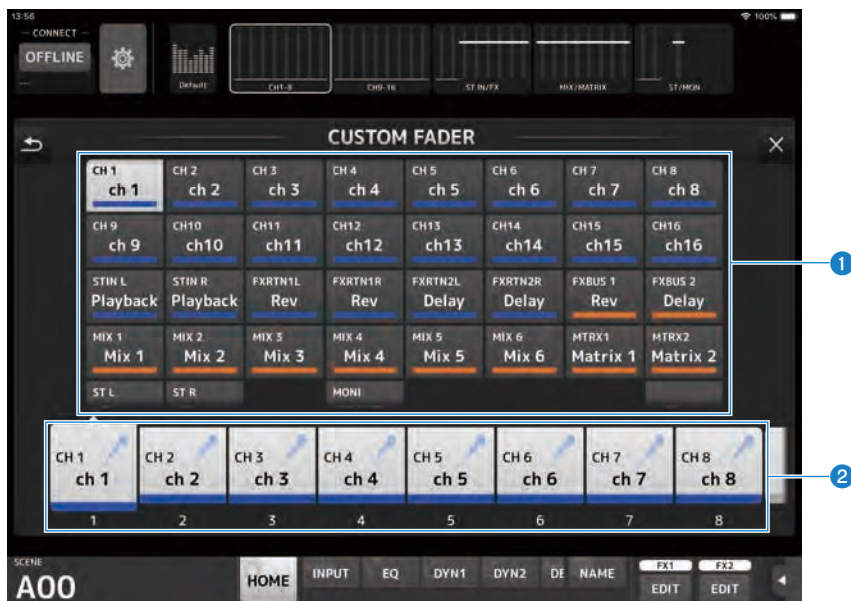 13:56
100%
CONNECT
OFFLINE
Default
CH1-8
CH9-16
ST IN/FX
MIX/MATRIX
ST/MON
CUSTOM FADER
CH 1 CH 2 CH 3 CH 4 CH 5 CH 6 CH 7 CH 8
ch 1 ch 2 ch 3 ch 4 ch 5 ch 6 ch 7 ch 8
CH 9 CH10 CH11 CH12 CH13 CH14 CH15 CH16
ch 9 ch10 ch11 ch12 ch13 ch14 ch15 ch16
STIN L STIN R FXRTN1L FXRTN1R FXRTN2L FXRTN2R FXBUS 1 FXBUS 2
Playback Playback Rev Rev Delay Delay Rev Delay
MIX 1 MIX 2 MIX 3 MIX 4 MIX 5 MIX 6 MTRX1 MTRX2
Mix 1 Mix 2 Mix 3 Mix 4 Mix 5 Mix 6 Matrix 1 Matrix 2
ST L ST R MONI
1
CH 1 CH 2 CH 3 CH 4 CH 5 CH 6 CH 7 CH 8
ch 1 ch 2 ch 3 ch 4 ch 5 ch 6 ch 7 ch 8
1 2 3 4 5 6 7 8
2
SCENE
A00
HOME INPUT EQ DYN1 DYN2 DE NAME
FX1 FX2
EDIT EDIT